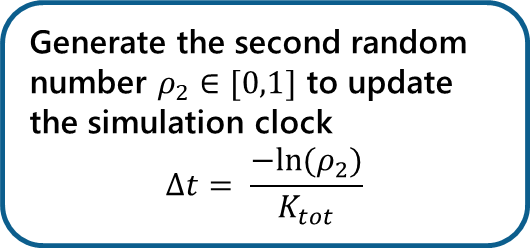 Generate the second random
number ρ₂ ∈ [0,1] to update
the simulation clock
Δt = −ln(ρ₂) / K_tot